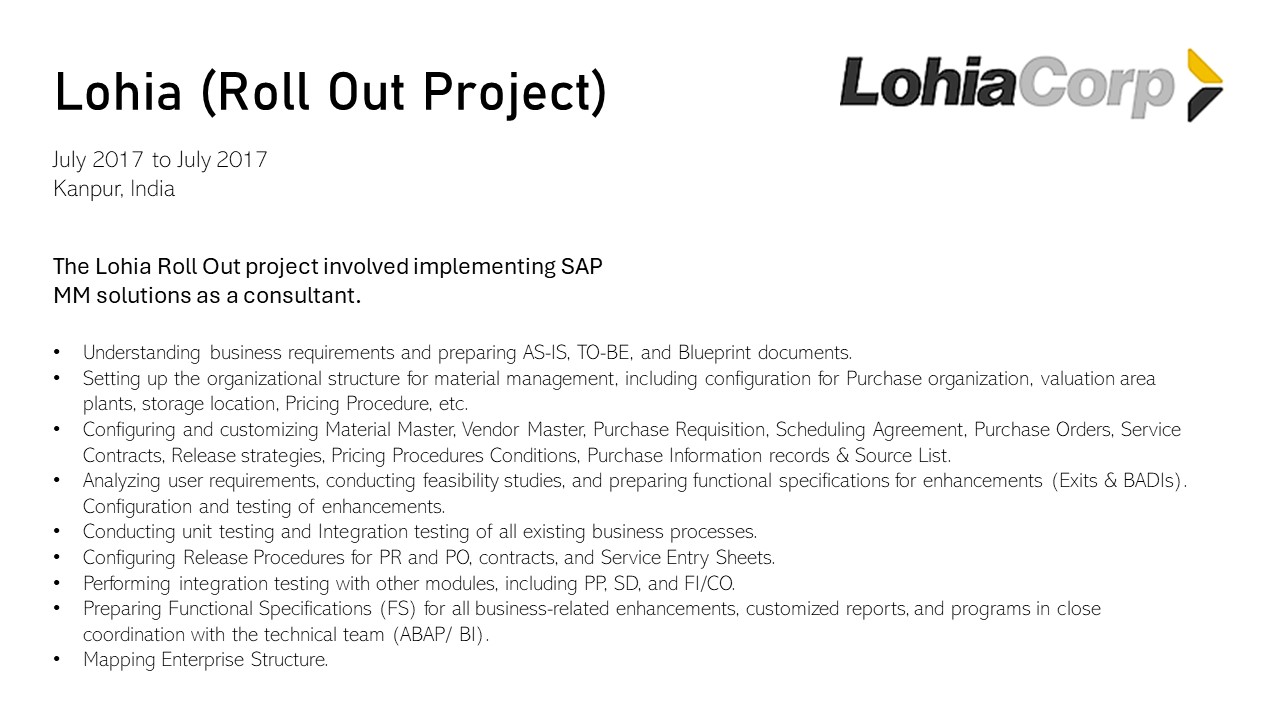 Lohia (Roll Out Project)
LohiaCorp
July 2017 to July 2017
Kanpur, India
The Lohia Roll Out project involved implementing SAP
MM solutions as a consultant.
• Understanding business requirements and preparing AS-IS, TO-BE, and Blueprint documents.
• Setting up the organizational structure for material management, including configuration for Purchase organization, valuation area
plants, storage location, Pricing Procedure, etc.
• Configuring and customizing Material Master, Vendor Master, Purchase Requisition, Scheduling Agreement, Purchase Orders, Service
Contracts, Release strategies, Pricing Procedures Conditions, Purchase Information records & Source List.
• Analyzing user requirements, conducting feasibility studies, and preparing functional specifications for enhancements (Exits & BADIs).
Configuration and testing of enhancements.
• Conducting unit testing and Integration testing of all existing business processes.
• Configuring Release Procedures for PR and PO, contracts, and Service Entry Sheets.
• Performing integration testing with other modules, including PP, SD, and FI/CO.
• Preparing Functional Specifications (FS) for all business-related enhancements, customized reports, and programs in close
coordination with the technical team (ABAP/ BI).
• Mapping Enterprise Structure.